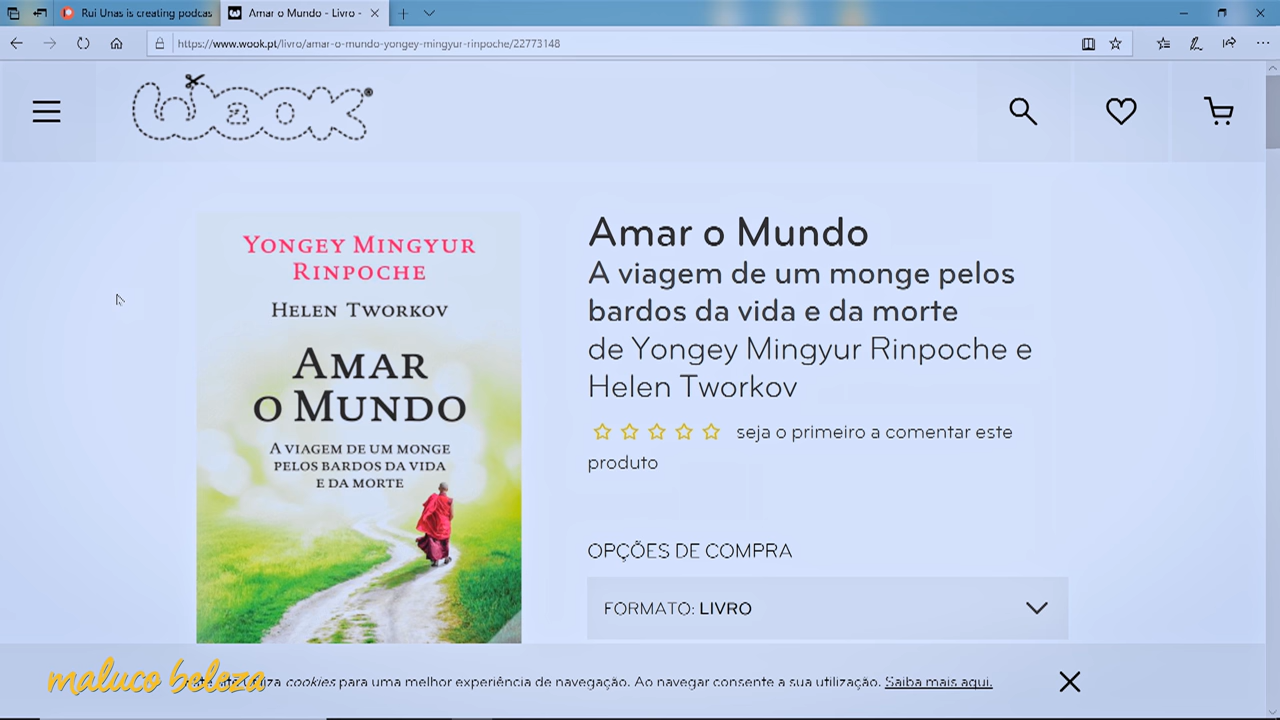 Rui Unas is creating podcas
Amar o Mundo - Livro -
https://www.wook.pt/livro/amar-o-mundo-yongey-mingyur-rinpoche/22773148
wook
YONGEY MINGYUR
RINPOCHE
HELEN TWORKOV
AMAR
O MUNDO
A VIAGEM DE UM MONGE
PELOS BARDOS DA VIDA
E DA MORTE
Amar o Mundo
A viagem de um monge pelos
bardos da vida e da morte
de Yongey Mingyur Rinpoche e
Helen Tworkov
seja o primeiro a comentar este
produto
OPÇÕES DE COMPRA
FORMATO: LIVRO
maluco beleza
cookies para uma melhor experiência de navegação. Ao navegar consente a sua utilização. Saiba mais aqui.